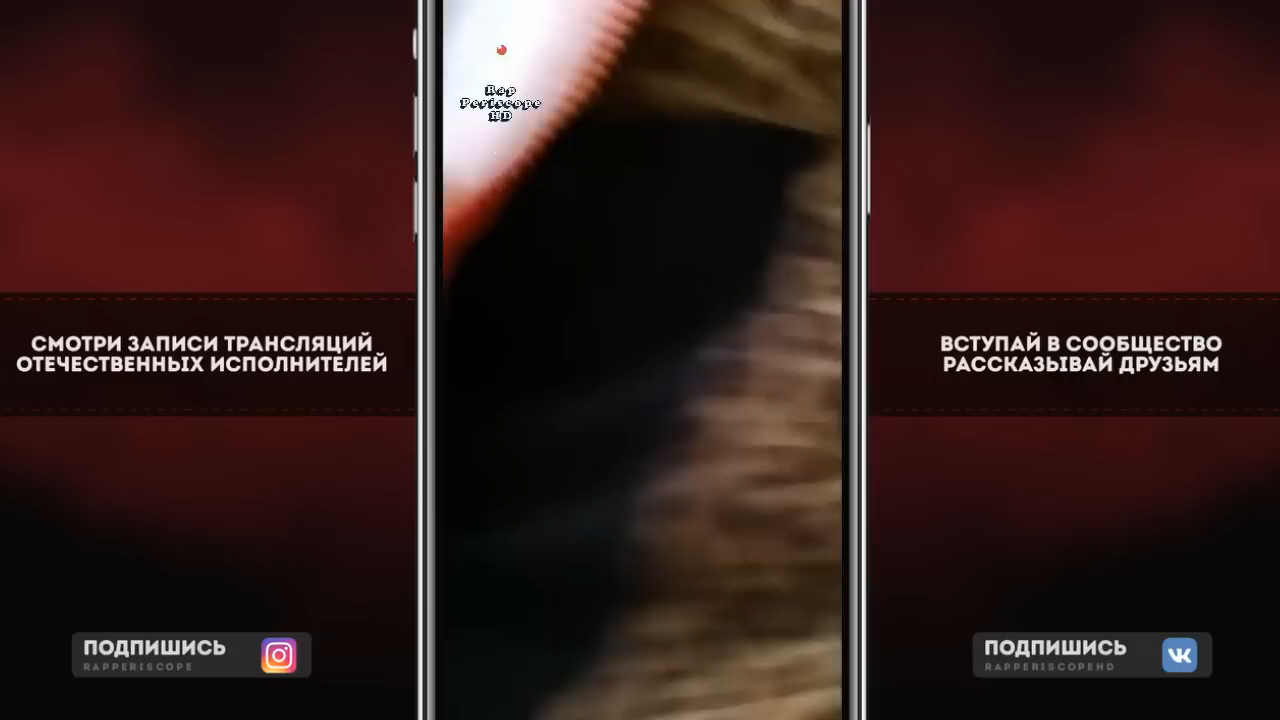 Rap
Periscope
HD
СМОТРИ ЗАПИСИ ТРАНСЛЯЦИЙ
ОТЕЧЕСТВЕННЫХ ИСПОЛНИТЕЛЕЙ
ВСТУПАЙ В СООБЩЕСТВО
РАССКАЗЫВАЙ ДРУЗЬЯМ
ПОДПИШИСЬ
RAPPERISCOPE
ПОДПИШИСЬ
RAPPERISCOPEHD